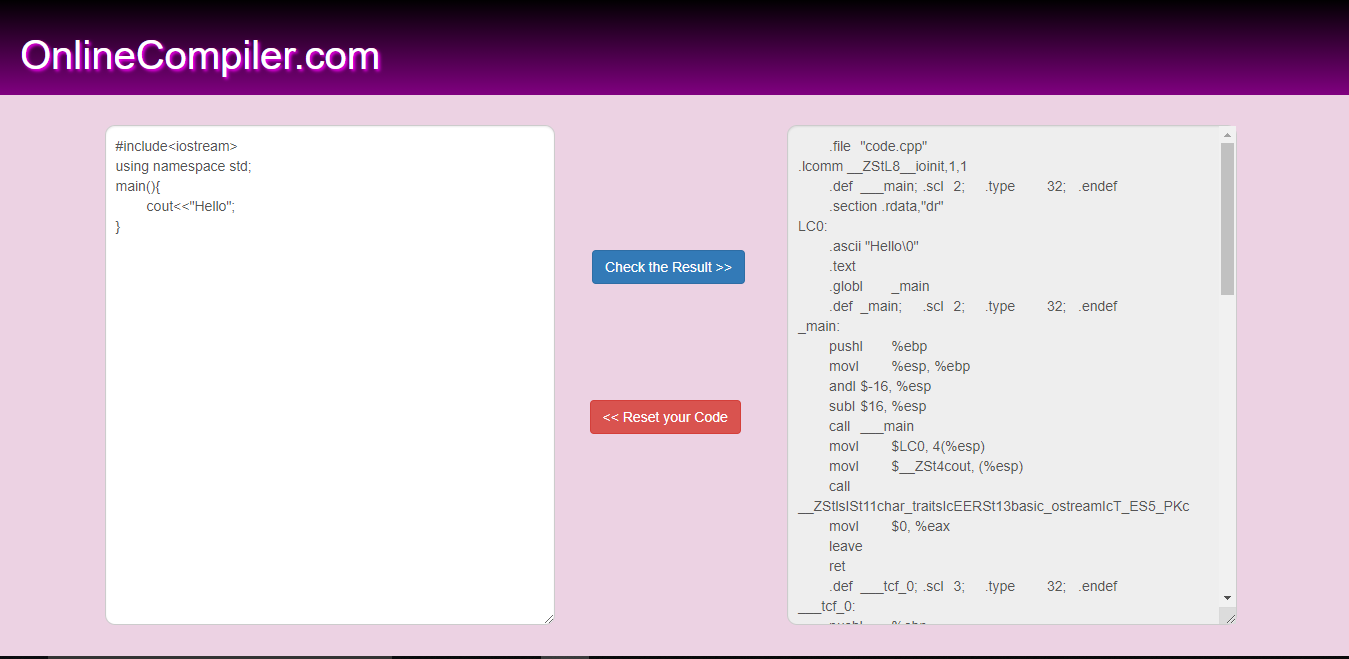 OnlineCompiler.com
#include<iostream>
using namespace std;
main(){
	cout<<"Hello";
}
Check the Result >>
<< Reset your Code
	.file	"code.cpp"
.lcomm __ZStL8__ioinit,1,1
	.def	___main;	.scl	2;	.type	32;	.endef
	.section .rdata,"dr"
LC0:
	.ascii "Hello\0"
	.text
	.globl	_main
	.def	_main;	.scl	2;	.type	32;	.endef
_main:
	pushl	%ebp
	movl	%esp, %ebp
	andl	$-16, %esp
	subl	$16, %esp
	call	___main
	movl	$LC0, 4(%esp)
	movl	$__ZSt4cout, (%esp)
	call
__ZStlsISt11char_traitsIcEERSt13basic_ostreamIcT_ES5_PKc
	movl	$0, %eax
	leave
	ret
	.def	___tcf_0;	.scl	3;	.type	32;	.endef
___tcf_0: